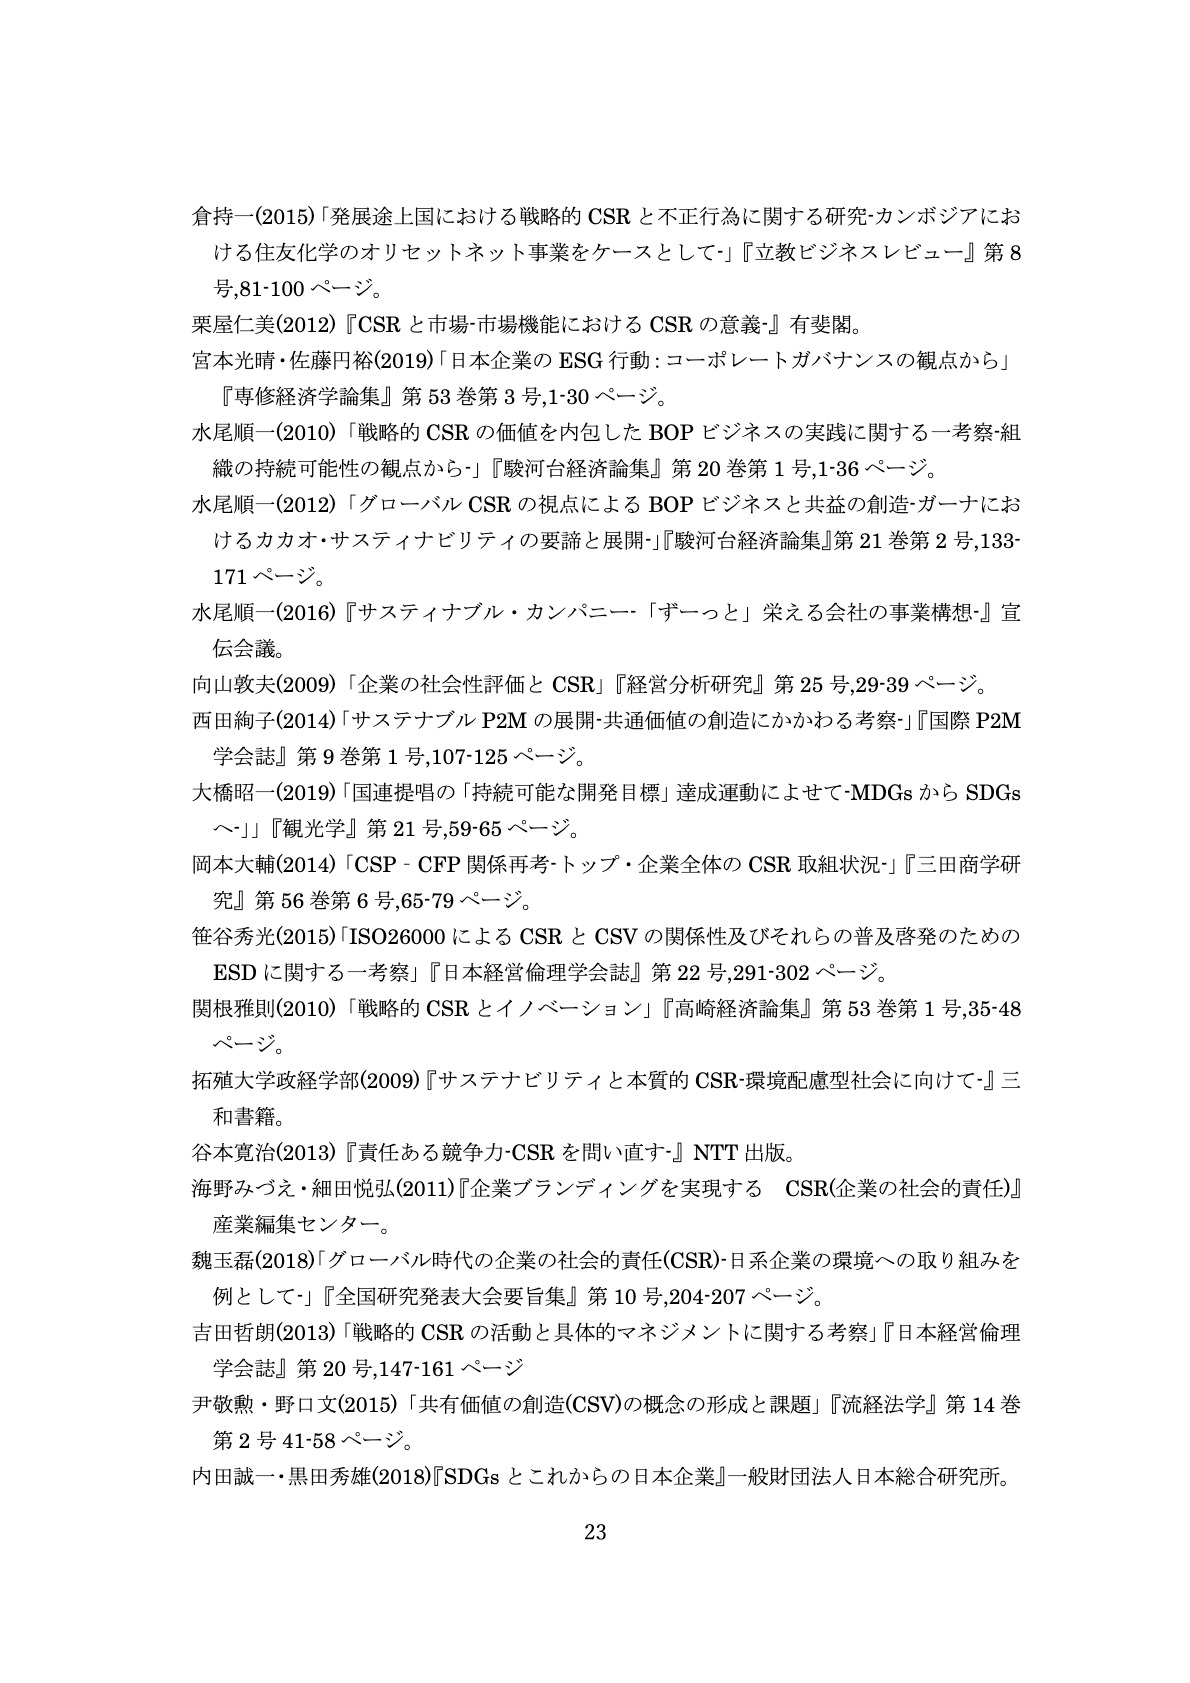 倉持一(2015)「発展途上国における戦略的 CSR と不正行為に関する研究-カンボジアにお
ける住友化学のオリセットネット事業をケースとして-」『立教ビジネスレビュー』第 8
号,81-100 ページ。
栗屋仁美(2012)『CSR と市場-市場機能における CSR の意義-』有斐閣。
宮本光晴・佐藤円裕(2019)「日本企業の ESG 行動 : コーポレートガバナンスの観点から」
『専修経済学論集』第 53 巻第 3 号,1-30 ページ。
水尾順一(2010)「戦略的 CSR の価値を内包した BOP ビジネスの実践に関する一考察-組
織の持続可能性の観点から-」『駿河台経済論集』第 20 巻第 1 号,1-36 ページ。
水尾順一(2012)「グローバル CSR の視点による BOP ビジネスと共益の創造-ガーナにお
けるカカオ・サスティナビリティの要諦と展開-」『駿河台経済論集』第 21 巻第 2 号,133-
171 ページ。
水尾順一(2016)『サスティナブル・カンパニー-「ずーっと」栄える会社の事業構想-』宣
伝会議。
向山敦夫(2009)「企業の社会性評価と CSR」『経営分析研究』第 25 号,29-39 ページ。
西田絢子(2014)「サステナブル P2M の展開-共通価値の創造にかかわる考察-」『国際 P2M
学会誌』第 9 巻第 1 号,107-125 ページ。
大橋昭一(2019)「国連提唱の「持続可能な開発目標」達成運動によせて-MDGs から SDGs
へ-」」『観光学』第 21 号,59-65 ページ。
岡本大輔(2014)「CSP‐CFP 関係再考-トップ・企業全体の CSR 取組状況-」『三田商学研
究』第 56 巻第 6 号,65-79 ページ。
笹谷秀光(2015)「ISO26000 による CSR と CSV の関係性及びそれらの普及啓発のための
ESD に関する一考察」『日本経営倫理学会誌』第 22 号,291-302 ページ。
関根雅則(2010)「戦略的 CSR とイノベーション」『高崎経済論集』第 53 巻第 1 号,35-48
ページ。
拓殖大学政経学部(2009)『サステナビリティと本質的 CSR-環境配慮型社会に向けて-』三
和書籍。
谷本寛治(2013)『責任ある競争力-CSR を問い直す-』NTT 出版。
海野みづえ・細田悦弘(2011)『企業ブランディングを実現する　CSR(企業の社会的責任)』
産業編集センター。
魏玉磊(2018)「グローバル時代の企業の社会的責任(CSR)-日系企業の環境への取り組みを
例として-」『全国研究発表大会要旨集』第 10 号,204-207 ページ。
吉田哲朗(2013)「戦略的 CSR の活動と具体的マネジメントに関する考察」『日本経営倫理
学会誌』第 20 号,147-161 ページ
尹敬勲・野口文(2015)「共有価値の創造(CSV)の概念の形成と課題」『流経法学』第 14 巻
第 2 号 41-58 ページ。
内田誠一・黒田秀雄(2018)『SDGs とこれからの日本企業』一般財団法人日本総合研究所。
23